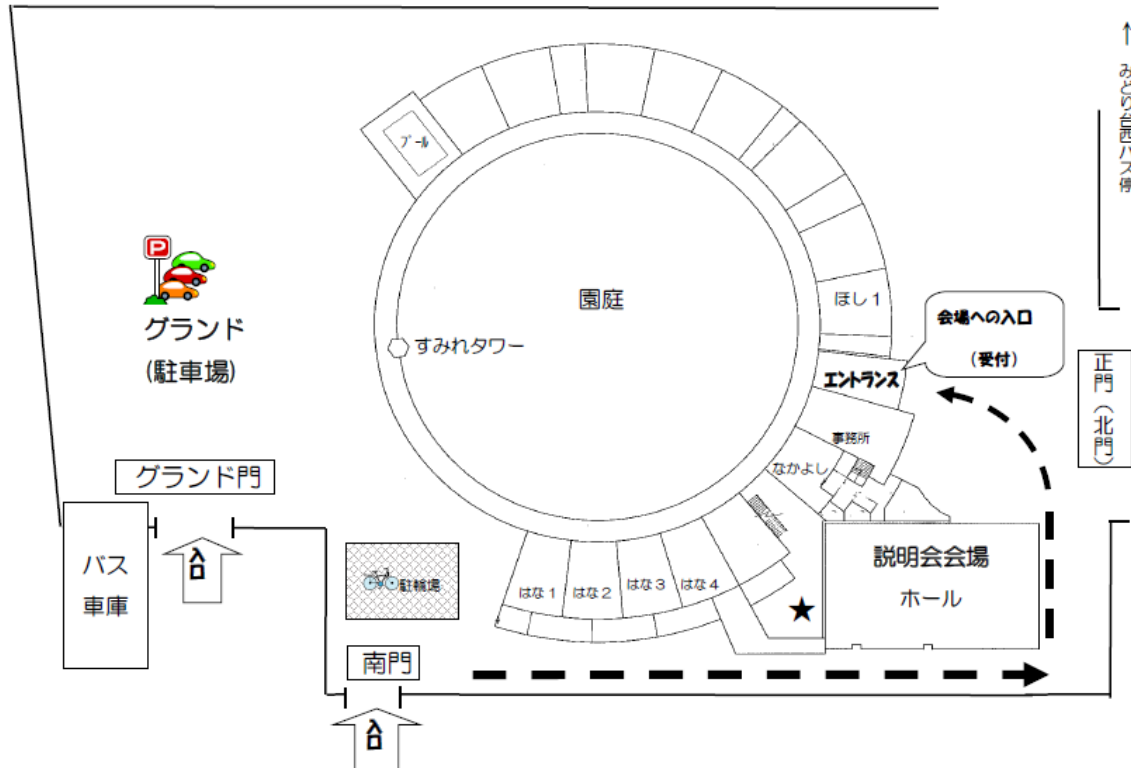 ↑ みどり台西バス停
プール
P
グランド
(駐車場)
園庭
すみれタワー
ほし1
会場への入口
(受付)
エントランス
正門(北門)
事務所
なかよし
グランド門
入口
バス
車庫
駐輪場
はな1
はな2
はな3
はな4
★
説明会会場
ホール
南門
入口